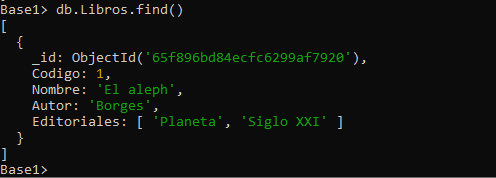 Base1> db.Libros.find()
[
  {
    _id: ObjectId('65f896bd84ecfc6299af7920'),
    Codigo: 1,
    Nombre: 'El aleph',
    Autor: 'Borges',
    Editoriales: [ 'Planeta', 'Siglo XXI' ]
  }
]
Base1>